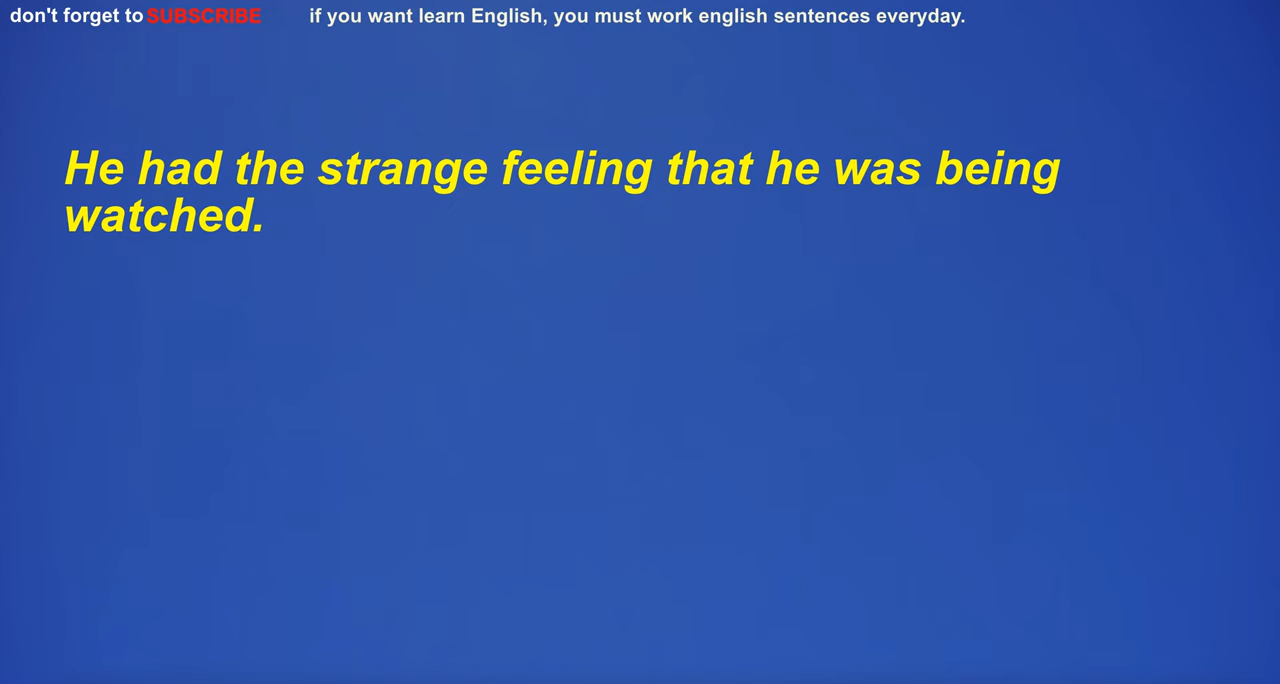 don't forget to SUBSCRIBE if you want learn English, you must work english sentences everyday.
He had the strange feeling that he was being
watched.